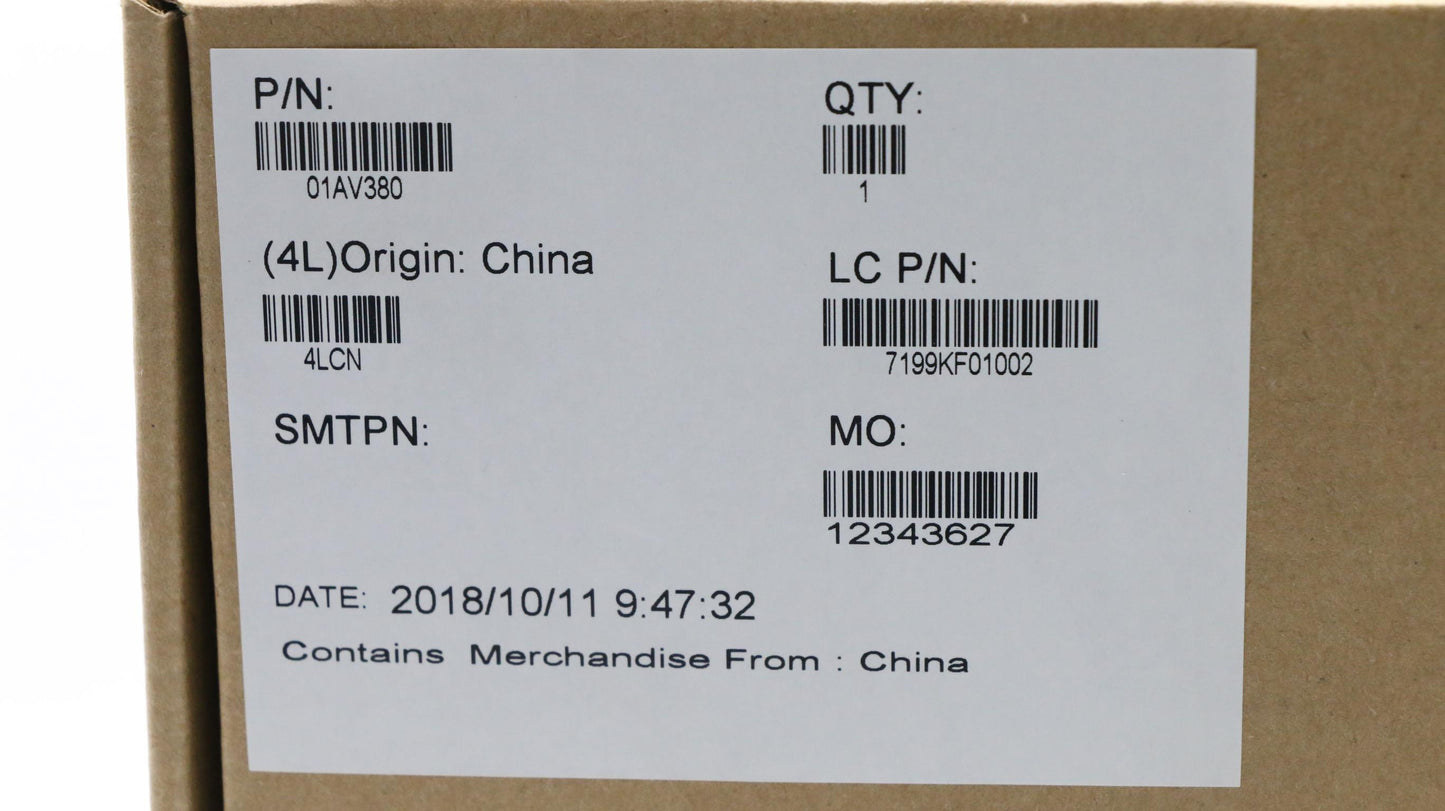 P/N:
01AV380
QTY:
1
(4L)Origin: China
4LCN
LC P/N:
7199KF01002
SMTPN:
MO:
12343627
DATE: 2018/10/11 9:47:32
Contains Merchandise From : China